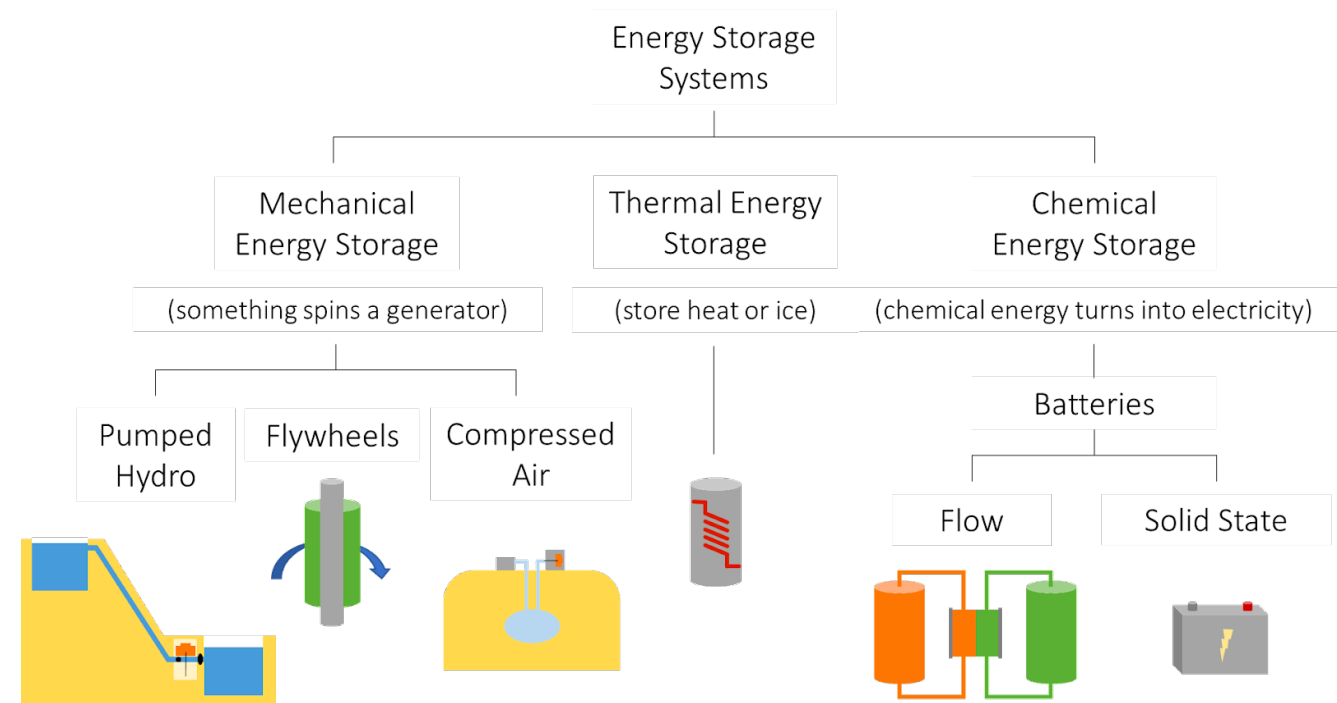 Energy Storage
Systems
Mechanical
Energy Storage
Thermal Energy
Storage
Chemical
Energy Storage
(something spins a generator)
(store heat or ice)
(chemical energy turns into electricity)
Pumped
Hydro
Flywheels
Compressed
Air
Batteries
Flow
Solid State